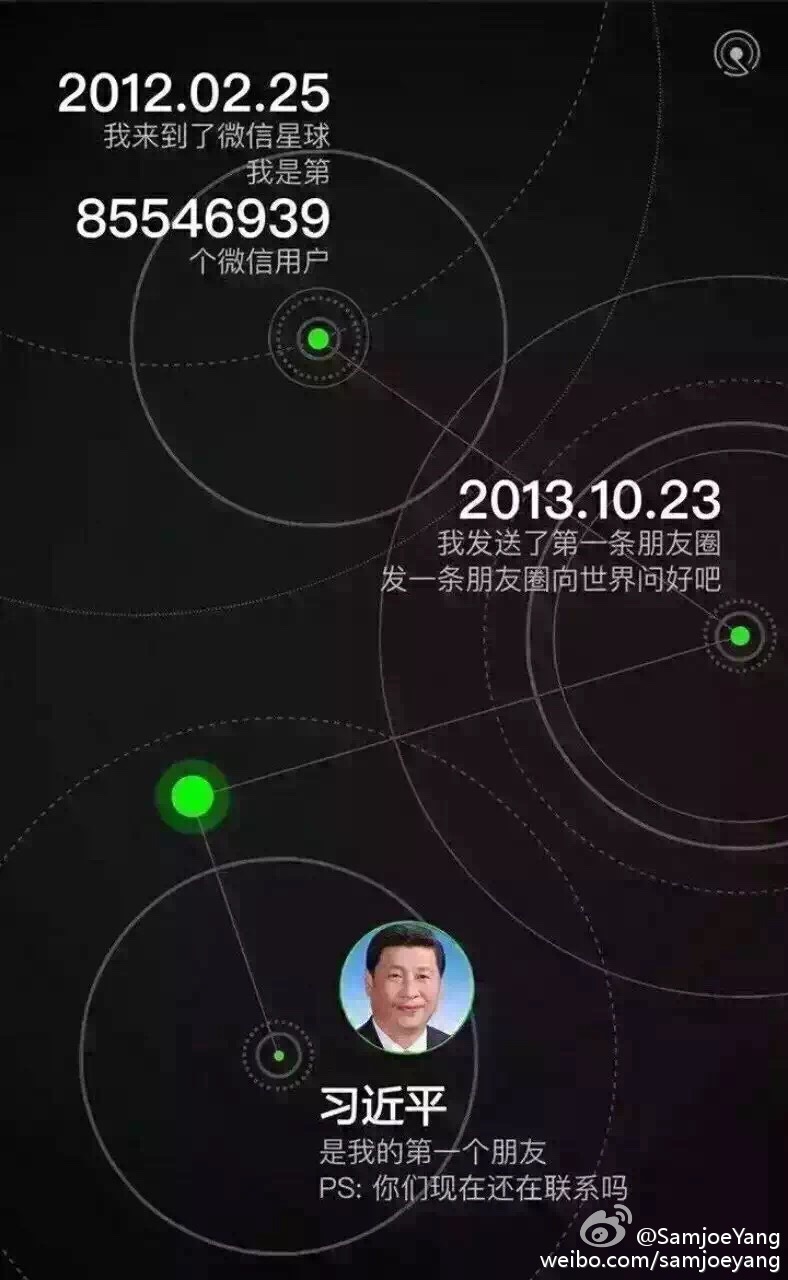 2012.02.25
我来到了微信星球
我是第
85546939
个微信用户
2013.10.23
我发送了第一条朋友圈
发一条朋友圈向世界问好吧
习近平
是我的第一个朋友
PS: 你们现在还在联系吗
@SamjoeYang
weibo.com/samjoeyang